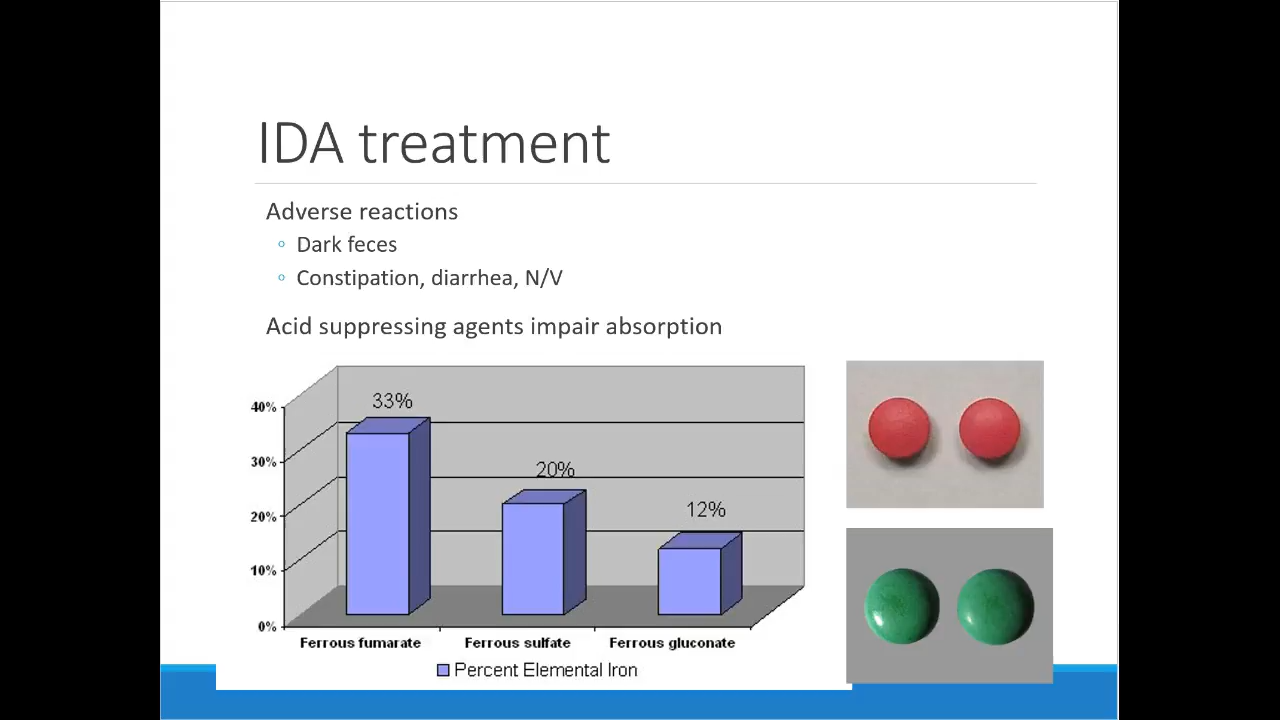 IDA treatment
Adverse reactions
◦ Dark feces
◦ Constipation, diarrhea, N/V
Acid suppressing agents impair absorption
40%
30%
20%
10%
0%
33%
20%
12%
Ferrous fumarate
Ferrous sulfate
Ferrous gluconate
Percent Elemental Iron